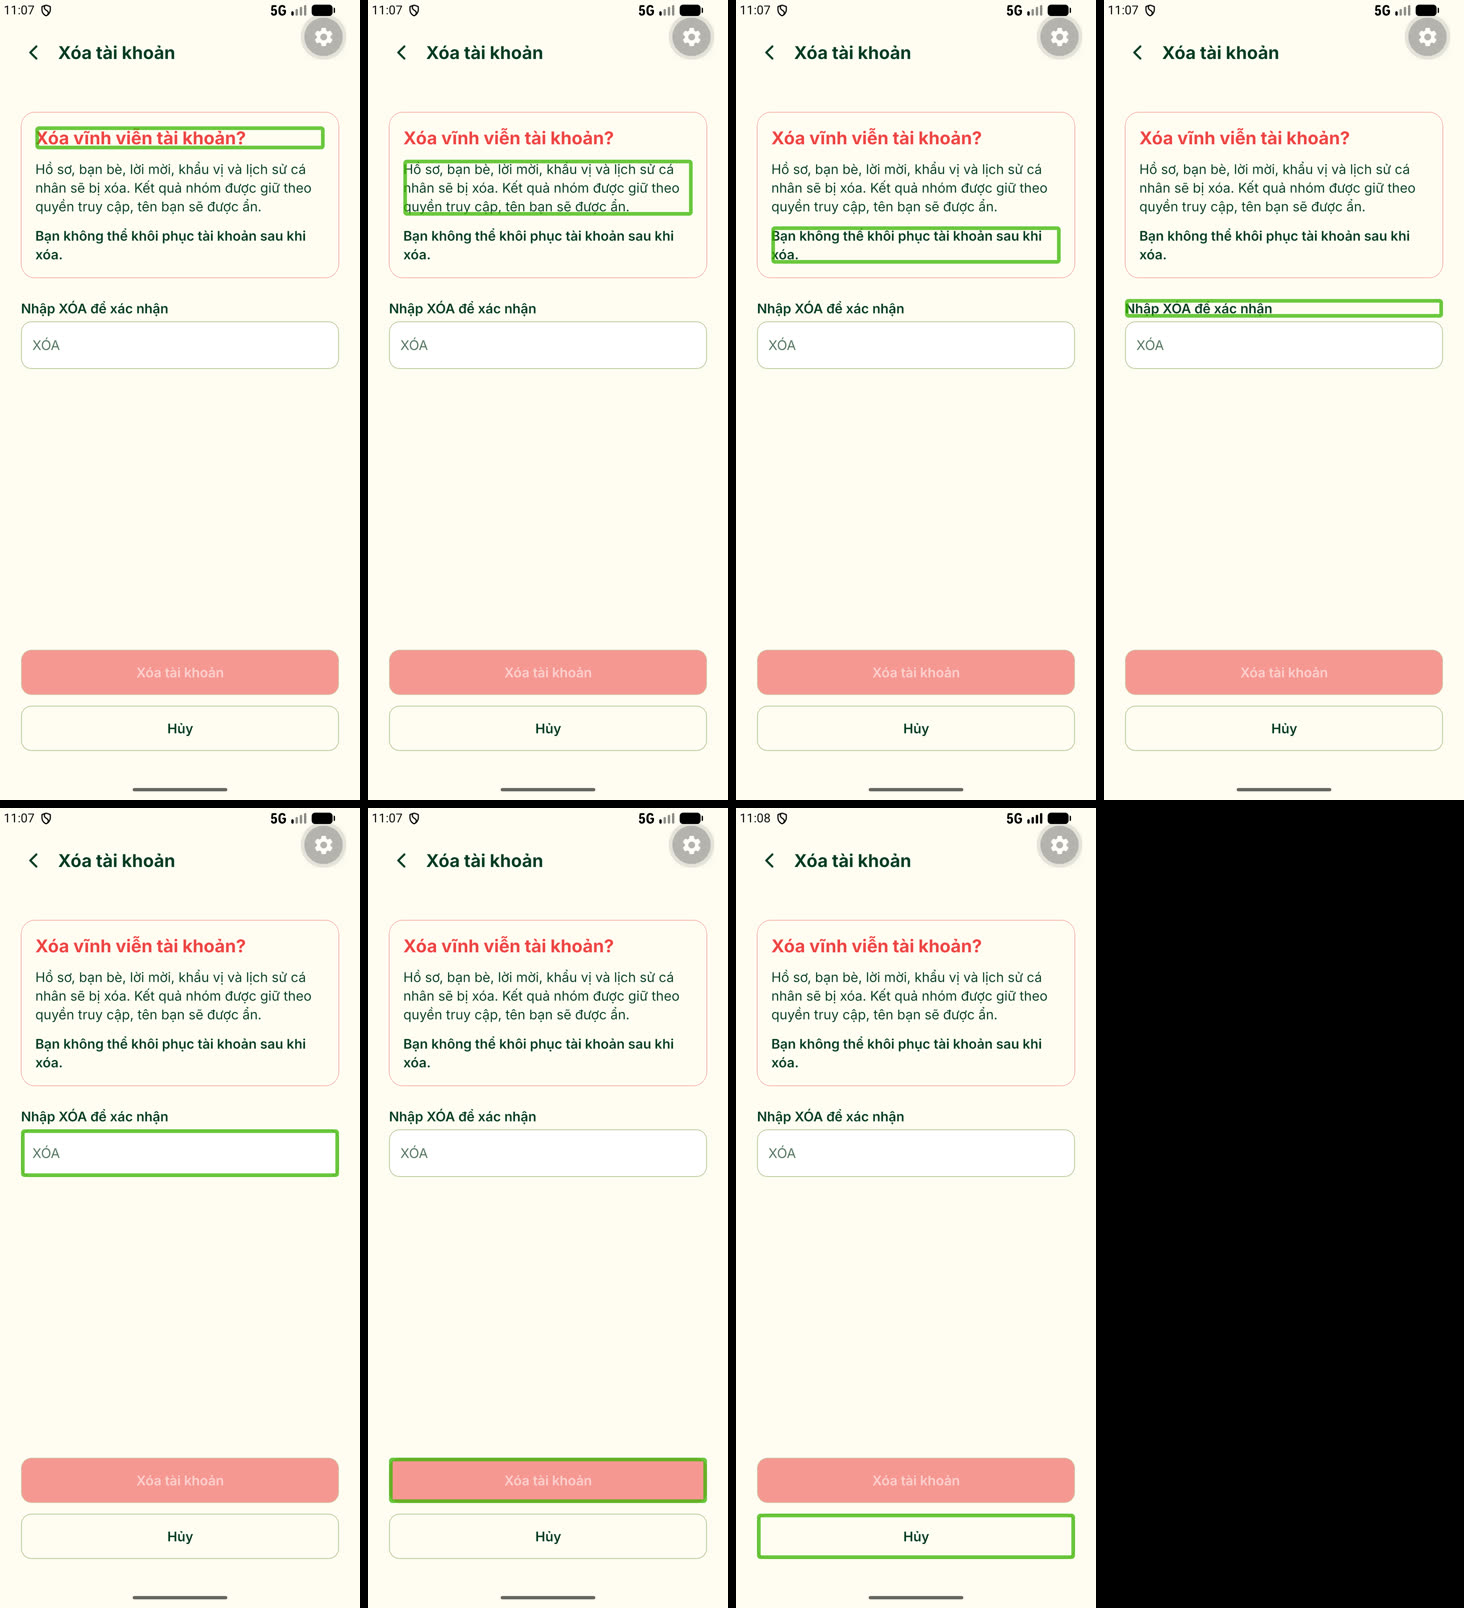 11:07 5G
Xóa tài khoản
Xóa vĩnh viễn tài khoản?
Hồ sơ, bạn bè, lời mời, khẩu vị và lịch sử cá
nhân sẽ bị xóa. Kết quả nhóm được giữ theo
quyền truy cập, tên bạn sẽ được ẩn.
Bạn không thể khôi phục tài khoản sau khi
xóa.
Nhập XÓA để xác nhận
XÓA
Xóa tài khoản
Hủy
11:07 5G
Xóa tài khoản
Xóa vĩnh viễn tài khoản?
Hồ sơ, bạn bè, lời mời, khẩu vị và lịch sử cá
nhân sẽ bị xóa. Kết quả nhóm được giữ theo
quyền truy cập, tên bạn sẽ được ẩn.
Bạn không thể khôi phục tài khoản sau khi
xóa.
Nhập XÓA để xác nhận
XÓA
Xóa tài khoản
Hủy
11:07 5G
Xóa tài khoản
Xóa vĩnh viễn tài khoản?
Hồ sơ, bạn bè, lời mời, khẩu vị và lịch sử cá
nhân sẽ bị xóa. Kết quả nhóm được giữ theo
quyền truy cập, tên bạn sẽ được ẩn.
Bạn không thể khôi phục tài khoản sau khi
xóa.
Nhập XÓA để xác nhận
XÓA
Xóa tài khoản
Hủy
11:07 5G
Xóa tài khoản
Xóa vĩnh viễn tài khoản?
Hồ sơ, bạn bè, lời mời, khẩu vị và lịch sử cá
nhân sẽ bị xóa. Kết quả nhóm được giữ theo
quyền truy cập, tên bạn sẽ được ẩn.
Bạn không thể khôi phục tài khoản sau khi
xóa.
Nhập XÓA để xác nhận
XÓA
Xóa tài khoản
Hủy
11:07 5G
Xóa tài khoản
Xóa vĩnh viễn tài khoản?
Hồ sơ, bạn bè, lời mời, khẩu vị và lịch sử cá
nhân sẽ bị xóa. Kết quả nhóm được giữ theo
quyền truy cập, tên bạn sẽ được ẩn.
Bạn không thể khôi phục tài khoản sau khi
xóa.
Nhập XÓA để xác nhận
XÓA
Xóa tài khoản
Hủy
11:07 5G
Xóa tài khoản
Xóa vĩnh viễn tài khoản?
Hồ sơ, bạn bè, lời mời, khẩu vị và lịch sử cá
nhân sẽ bị xóa. Kết quả nhóm được giữ theo
quyền truy cập, tên bạn sẽ được ẩn.
Bạn không thể khôi phục tài khoản sau khi
xóa.
Nhập XÓA để xác nhận
XÓA
Xóa tài khoản
Hủy
11:08 5G
Xóa tài khoản
Xóa vĩnh viễn tài khoản?
Hồ sơ, bạn bè, lời mời, khẩu vị và lịch sử cá
nhân sẽ bị xóa. Kết quả nhóm được giữ theo
quyền truy cập, tên bạn sẽ được ẩn.
Bạn không thể khôi phục tài khoản sau khi
xóa.
Nhập XÓA để xác nhận
XÓA
Xóa tài khoản
Hủy